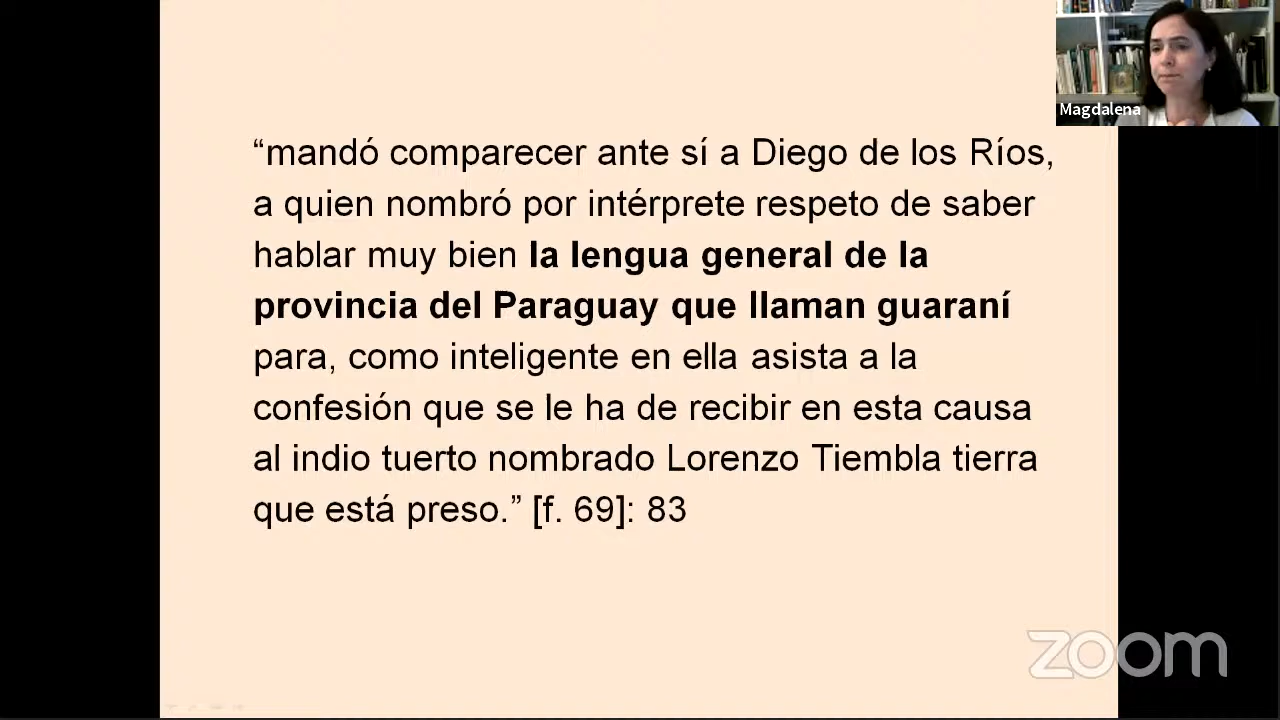 Magdalena
“mandó comparecer ante sí a Diego de los Ríos,
a quien nombró por intérprete respeto de saber
hablar muy bien la lengua general de la
provincia del Paraguay que llaman guaraní
para, como inteligente en ella asista a la
confesión que se le ha de recibir en esta causa
al indio tuerto nombrado Lorenzo Tiembla tierra
que está preso.” [f. 69]: 83
zoom